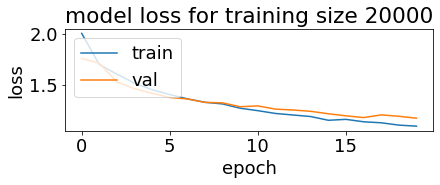 model loss for training size 20000
2.0
1.5
loss
train
val
0 5 10 15
epoch